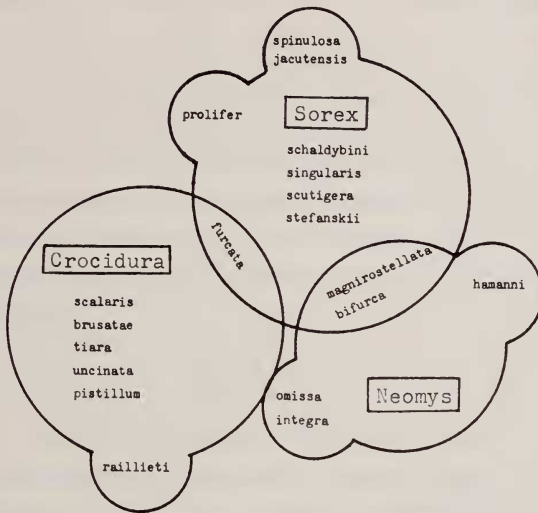 spinulosa
jacutensis
prolifer
Sorex
schaldybini
singularis
scutigera
stefanskii
furcata
Crocidura
scalaris
brusatae
tiara
uncinata
pistillum
magnirostellata
bifurca
hamanni
Neomys
omissa
integra
raillieti